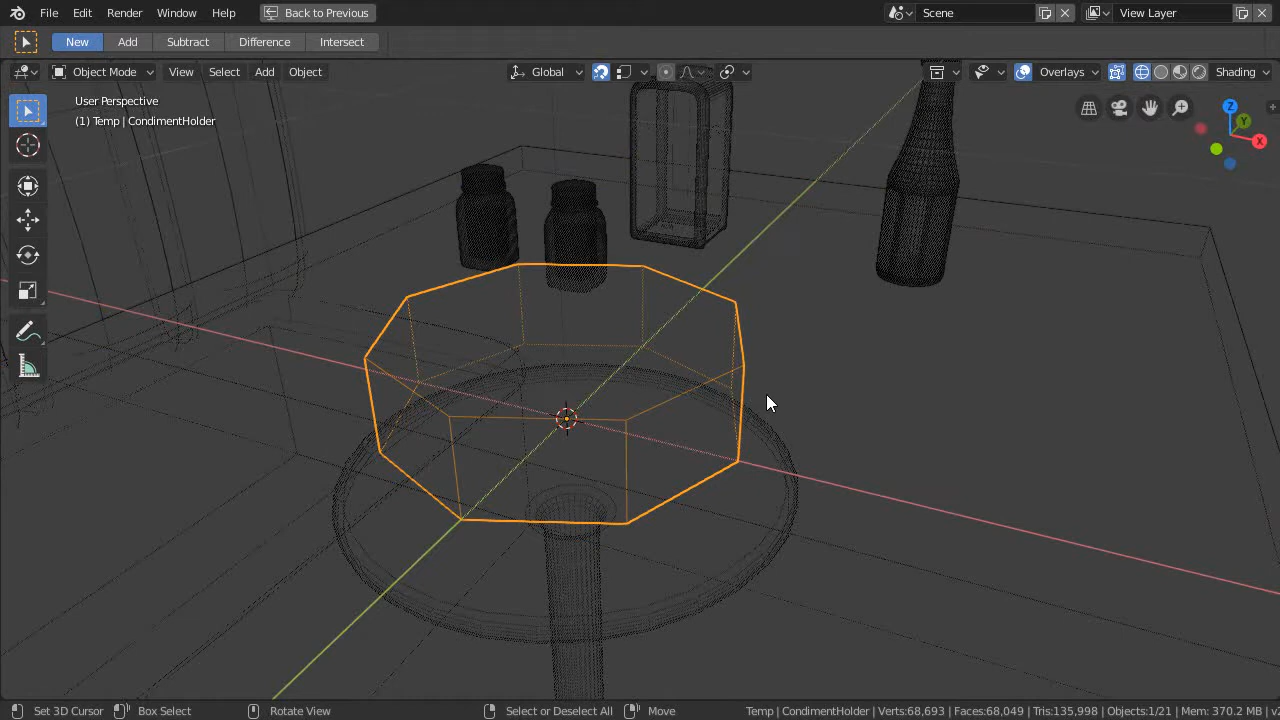 File Edit Render Window Help Back to Previous Scene View Layer
New Add Subtract Difference Intersect
Object Mode View Select Add Object Global Overlays Shading
User Perspective
(1) Temp | CondimentHolder
Z
Y
X
Set 3D Cursor Box Select Rotate View Select or Deselect All Move Temp | CondimentHolder | Verts:68,693 | Faces:68,049 | Tris:135,998 | Objects:1/21 | Mem: 370.2 MB | v2